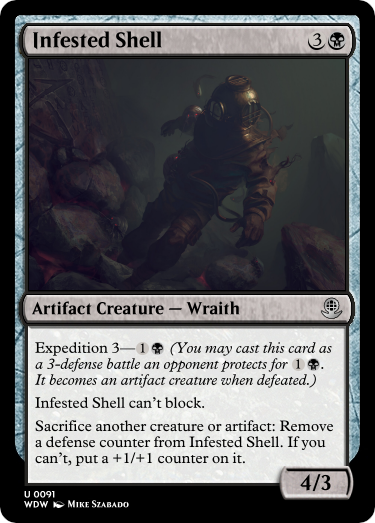 Infested Shell 3
Artifact Creature — Wraith
Expedition 3— 1 (You may cast this card as
a 3-defense battle an opponent protects for 1 .
It becomes an artifact creature when defeated.)
Infested Shell can't block.
Sacrifice another creature or artifact: Remove
a defense counter from Infested Shell. If you
can't, put a +1/+1 counter on it.
4/3
U 0091
WDW Mike Szabado